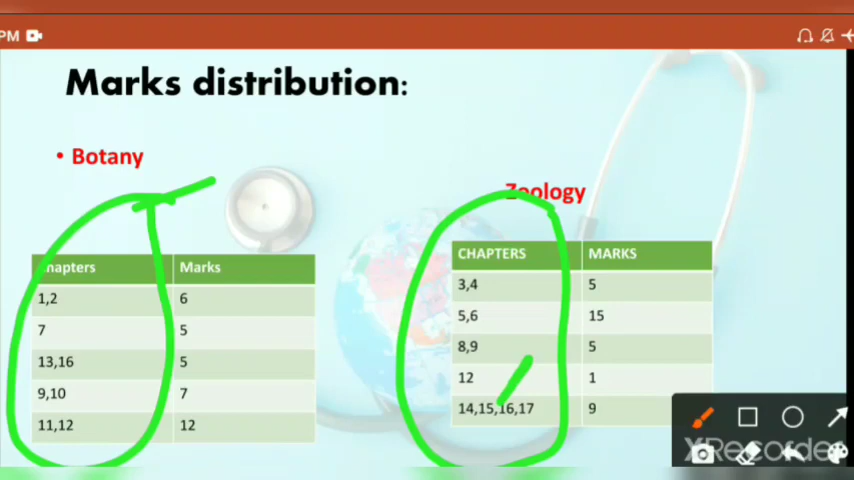 PM
Marks distribution:
• Botany
Zoology
Chapters Marks
1,2 6
7 5
13,16 5
9,10 7
11,12 12
CHAPTERS MARKS
3,4 5
5,6 15
8,9 5
12 1
14,15,16,17 9
XRecorder